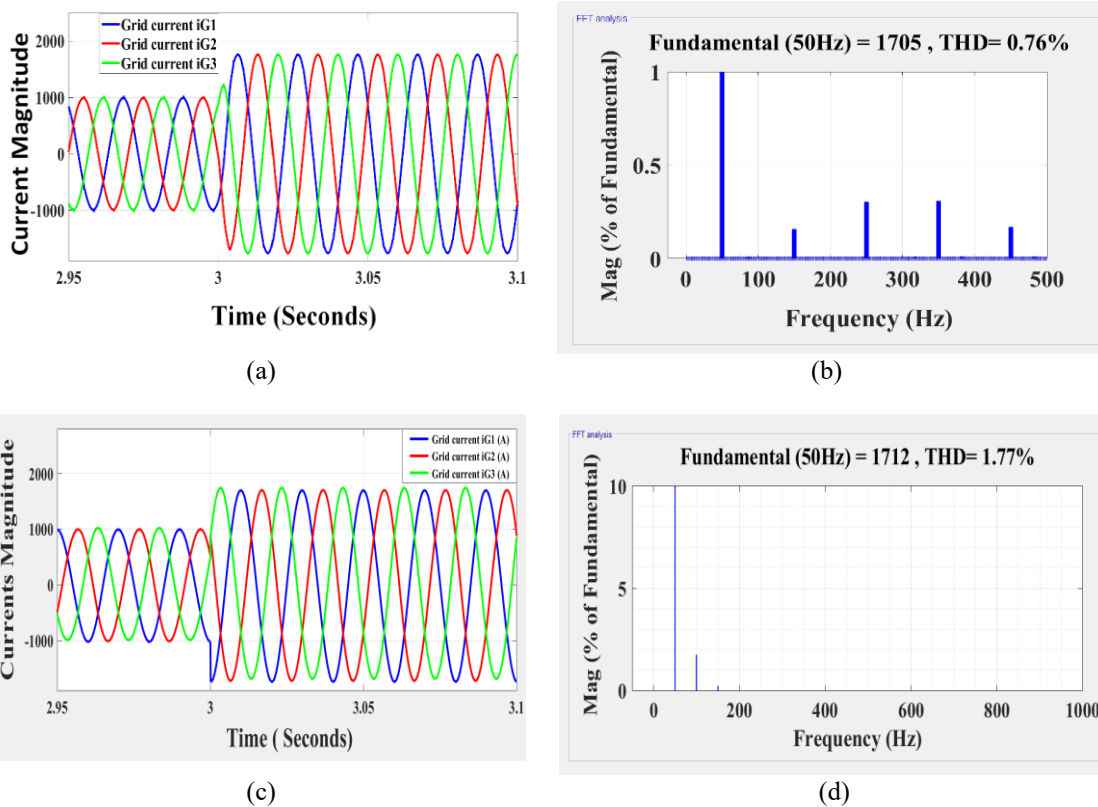 Grid current iG1
Grid current iG2
Grid current iG3
2000
1000
0
-1000
Current Magnitude
2.95
3
3.05
3.1
Time (Seconds)
(a)
FFT analysis
Fundamental (50Hz) = 1705 , THD= 0.76%
1
0.5
0
Mag (% of Fundamental)
0
100
200
300
400
500
Frequency (Hz)
(b)
Grid current iG1 (A)
Grid current iG2 (A)
Grid current iG3 (A)
2000
1000
0
-1000
Currents Magnitude
2.95
3
3.05
3.1
Time ( Seconds)
(c)
FFT analysis
Fundamental (50Hz) = 1712 , THD= 1.77%
10
5
0
Mag (% of Fundamental)
0
200
400
600
800
1000
Frequency (Hz)
(d)